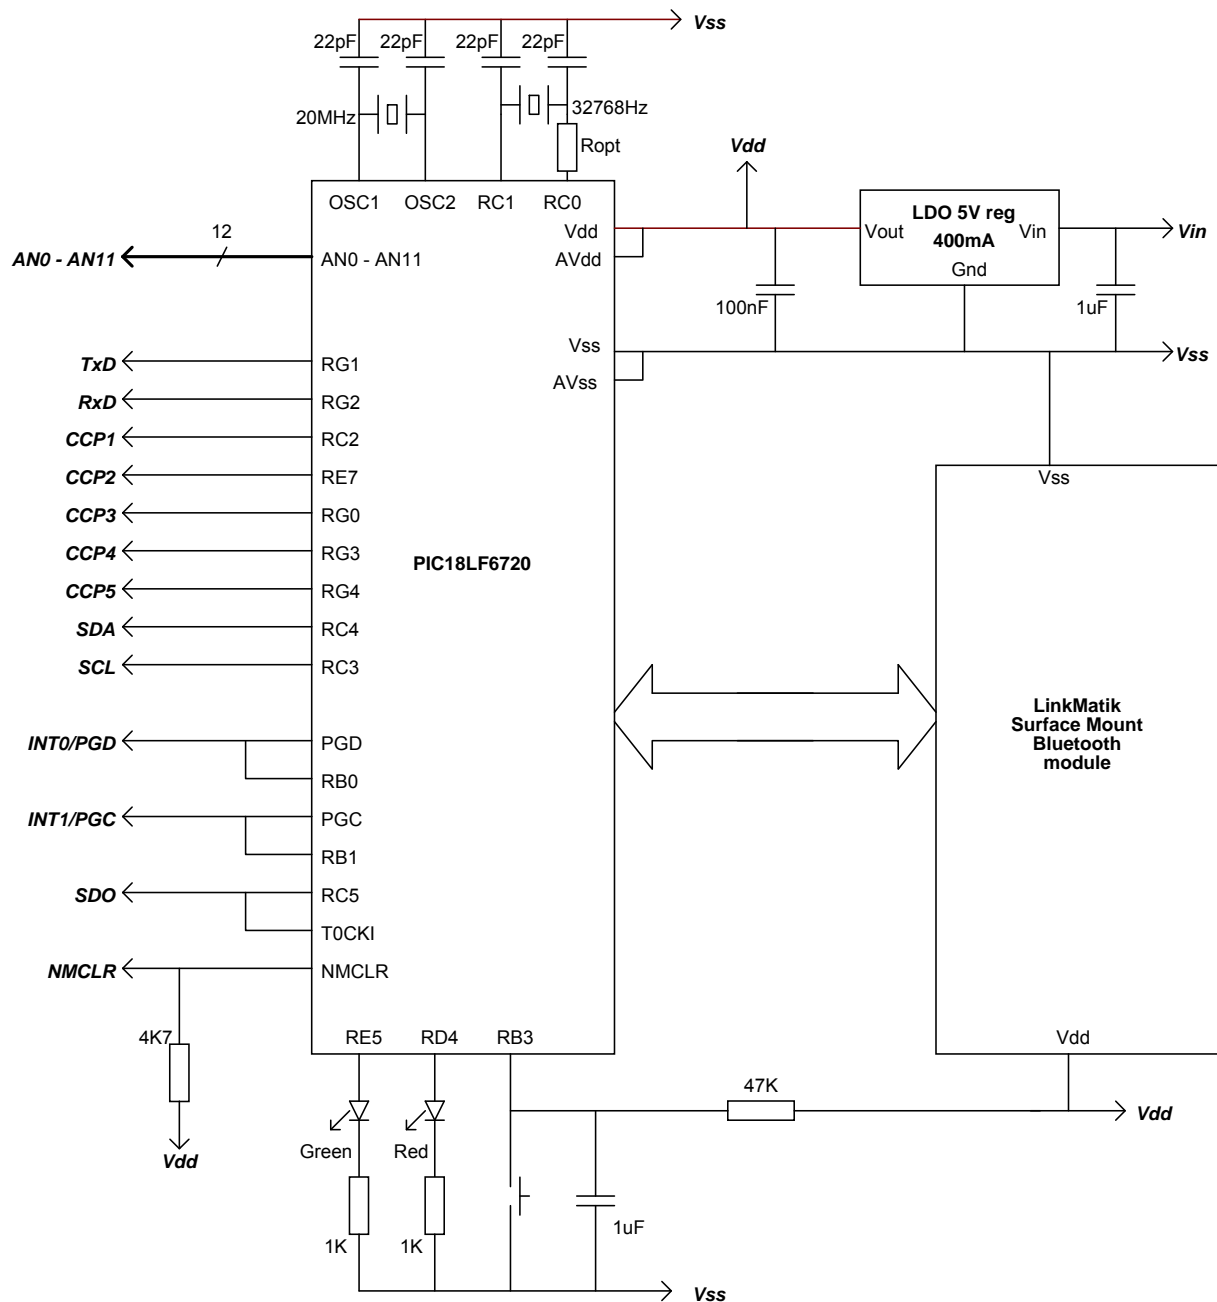 Vss
22pF 22pF 22pF 22pF
20MHz
32768Hz
Ropt
Vdd
OSC1 OSC2 RC1 RC0
LDO 5V reg
400mA
Vout Vin
Gnd
Vin
Vdd
AVdd
12
AN0 - AN11
AN0 - AN11
100nF
1uF
Vss
AVss
Vss
TxD RG1
RxD RG2
CCP1 RC2
CCP2 RE7
CCP3 RG0
CCP4 RG3
CCP5 RG4
SDA RC4
SCL RC3
PIC18LF6720
Vss
LinkMatik
Surface Mount
Bluetooth
module
INT0/PGD PGD
RB0
INT1/PGC PGC
RB1
SDO RC5
T0CKI
NMCLR NMCLR
RE5 RD4 RB3
Vdd
4K7
47K
Vdd
Vdd
Green Red
1K 1K
1uF
Vss